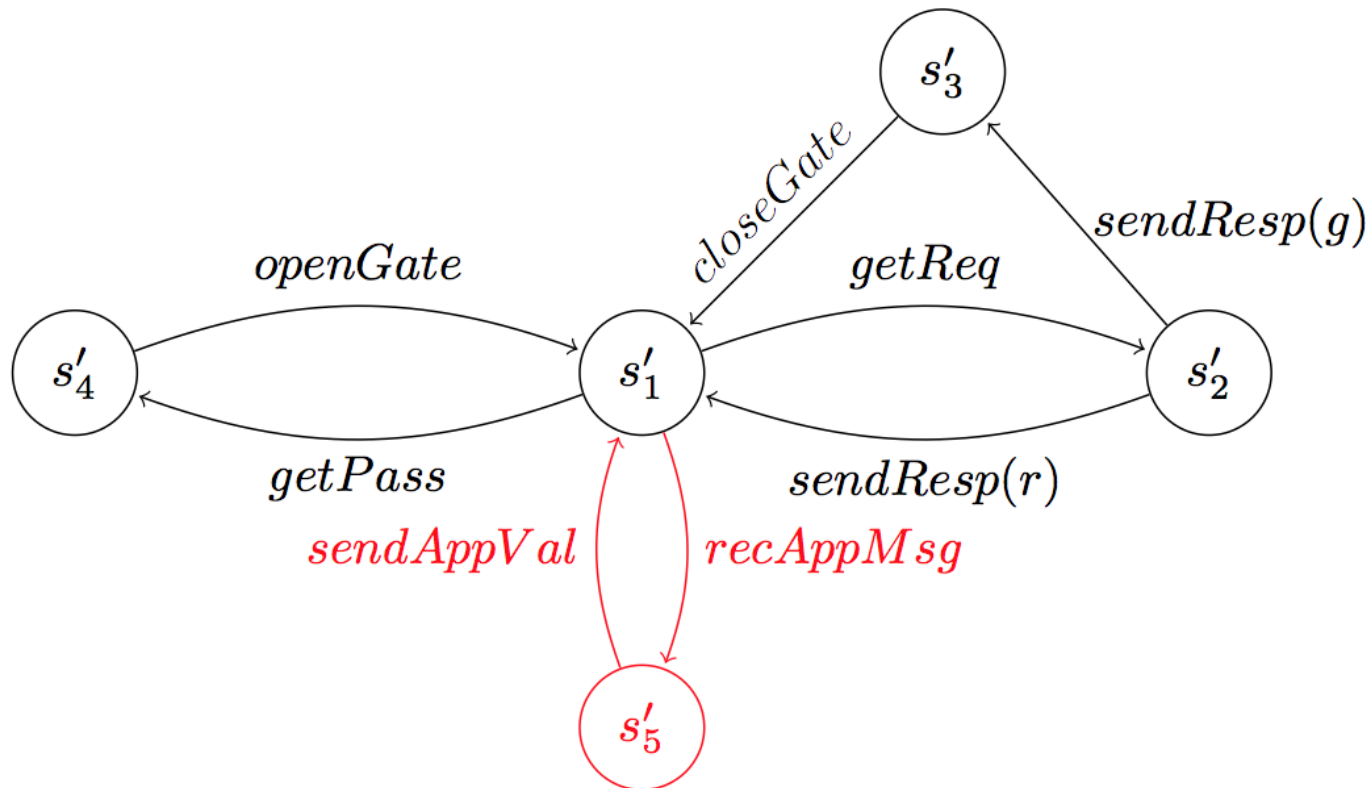 s′₃
closeGate
sendResp(g)
openGate
getReq
s′₄
s′₁
s′₂
getPass
sendResp(r)
sendAppVal
recAppMsg
s′₅